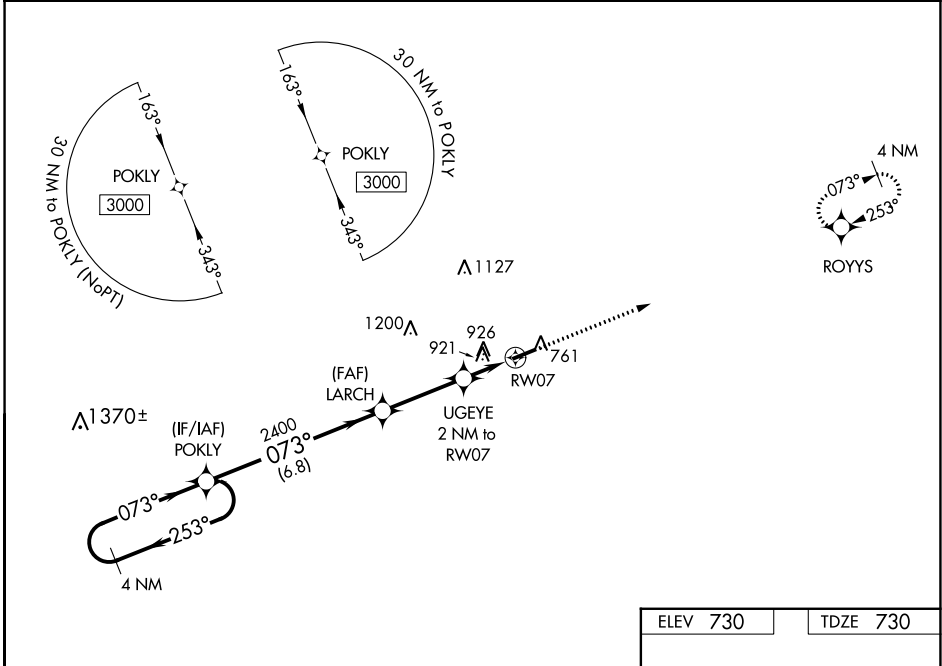 163°
30 NM to POKLY (NoPT)
POKLY
3000
343°
163°
30 NM to POKLY
POKLY
3000
343°
4 NM
073°
253°
ROYYS
1127
1200
926
921
761
RW07
(FAF)
LARCH
UGEYE
2 NM to
RW07
1370±
(IF/IAF)
POKLY
2400
073°
(6.8)
073°
253°
4 NM
ELEV 730
TDZE 730